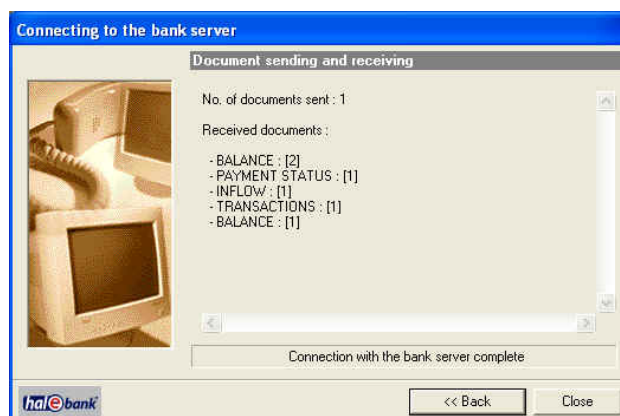 Connecting to the bank server
Document sending and receiving
No. of documents sent : 1
Received documents :
- BALANCE : [2]
- PAYMENT STATUS : [1]
- INFLOW : [1]
- TRANSACTIONS : [1]
- BALANCE : [1]
Connection with the bank server complete
hal@bank
<< Back
Close